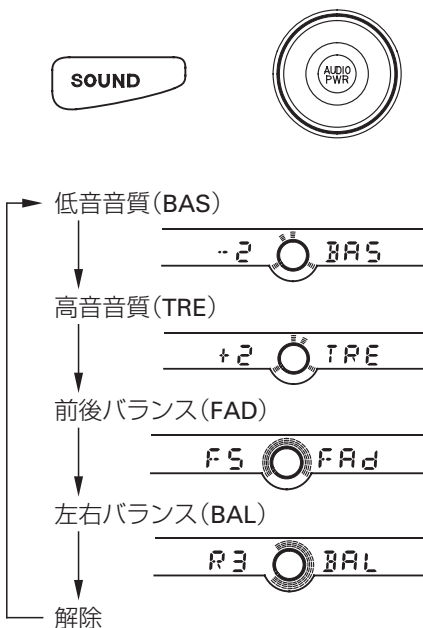 SOUND
AUDIO
PWR
低音音質(BAS)
-2 BAS
高音音質(TRE)
+2 TRE
前後バランス(FAD)
F5 FAd
左右バランス(BAL)
R3 BAL
解除